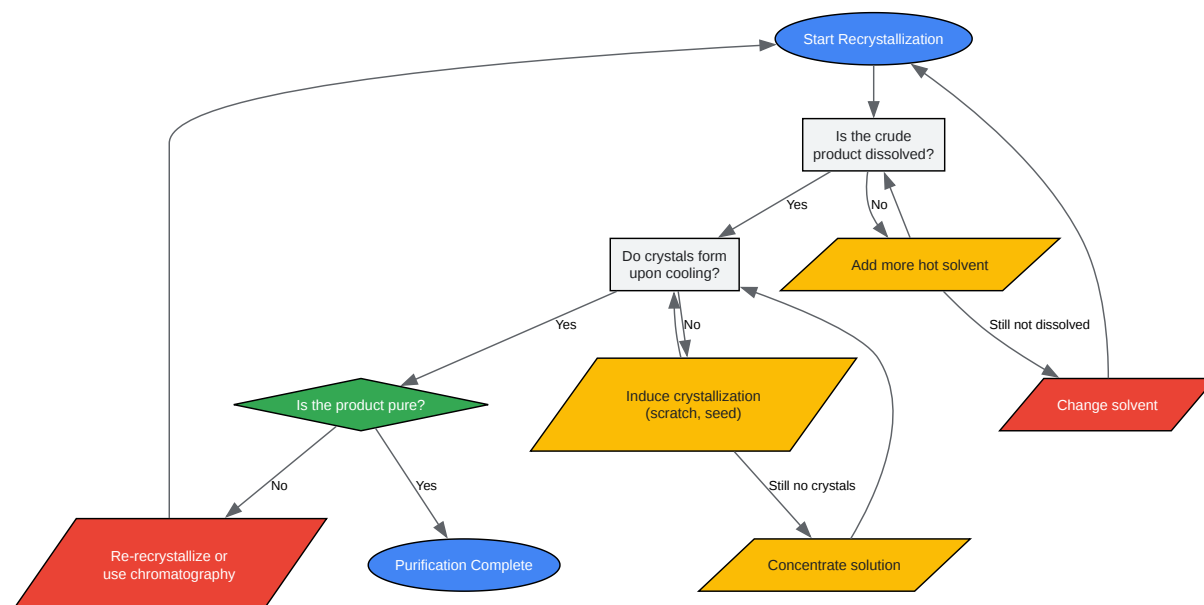 Start Recrystallization
Is the crude
product dissolved?
Yes
No
Do crystals form
upon cooling?
Add more hot solvent
Yes
No
Still not dissolved
Is the product pure?
Induce crystallization
(scratch, seed)
Change solvent
No
Yes
Still no crystals
Re-recrystallize or
use chromatography
Purification Complete
Concentrate solution